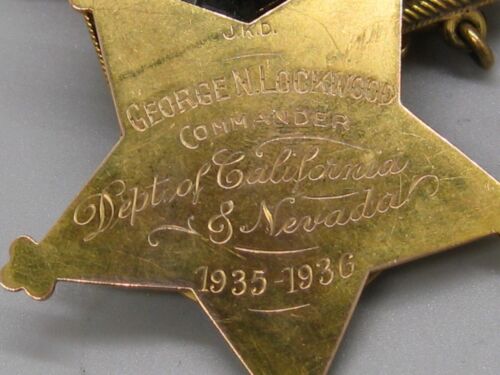 J.K.D.
GEORGE N. LOCKWOOD
COMMANDER
Dept. of California
& Nevada
1935-1936